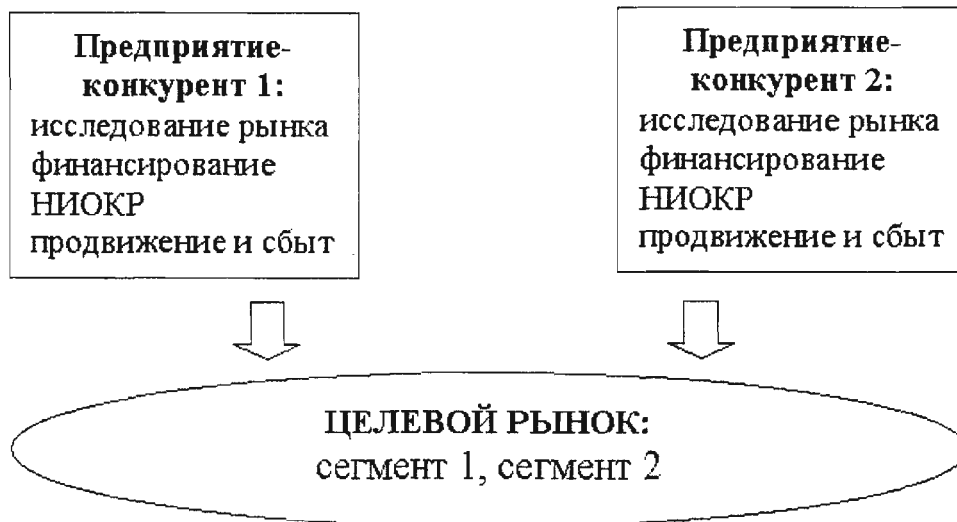 Предприятие-
конкурент 1:
исследование рынка
финансирование
НИОКР
продвижение и сбыт
Предприятие-
конкурент 2:
исследование рынка
финансирование
НИОКР
продвижение и сбыт
ЦЕЛЕВОЙ РЫНОК:
сегмент 1, сегмент 2